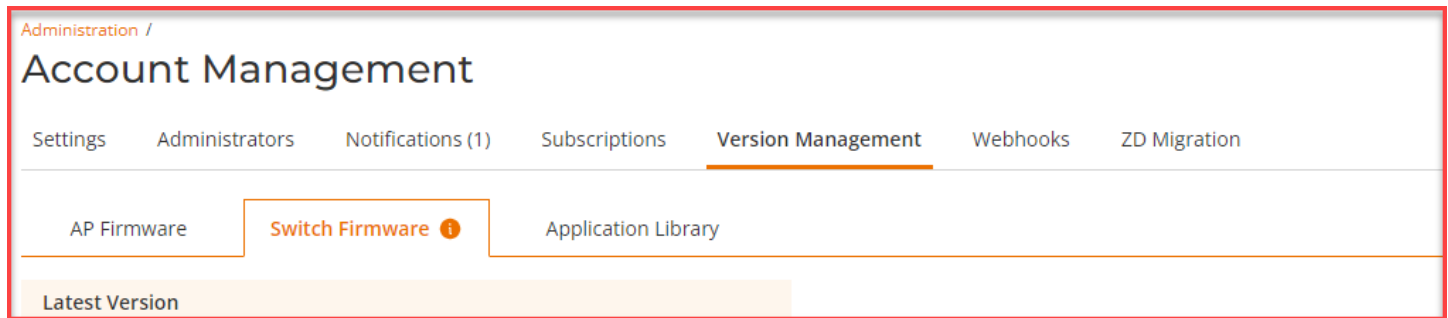 Administration /
Account Management
Settings Administrators Notifications (1) Subscriptions Version Management Webhooks ZD Migration
AP Firmware Switch Firmware i Application Library
Latest Version